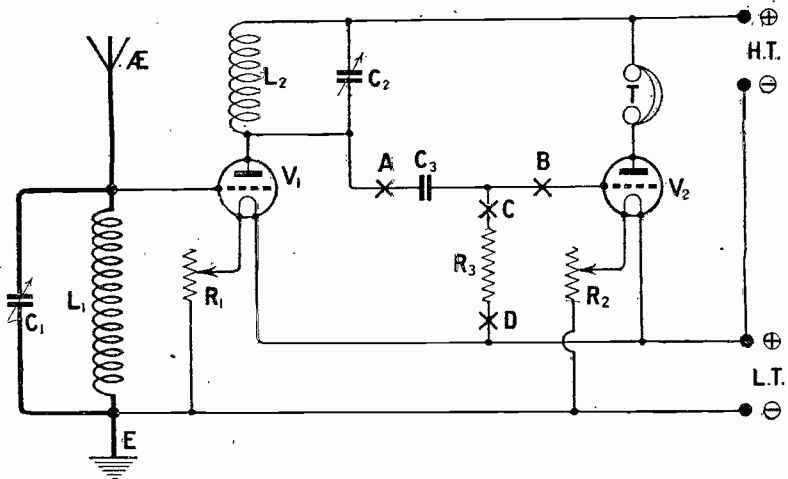 Æ
L₂
C₂
T
⊕
H.T.
⊖
V₁
A
C₃
B
V₂
C
R₃
D
L₁
C₁
R₁
R₂
⊕
L.T.
⊖
E